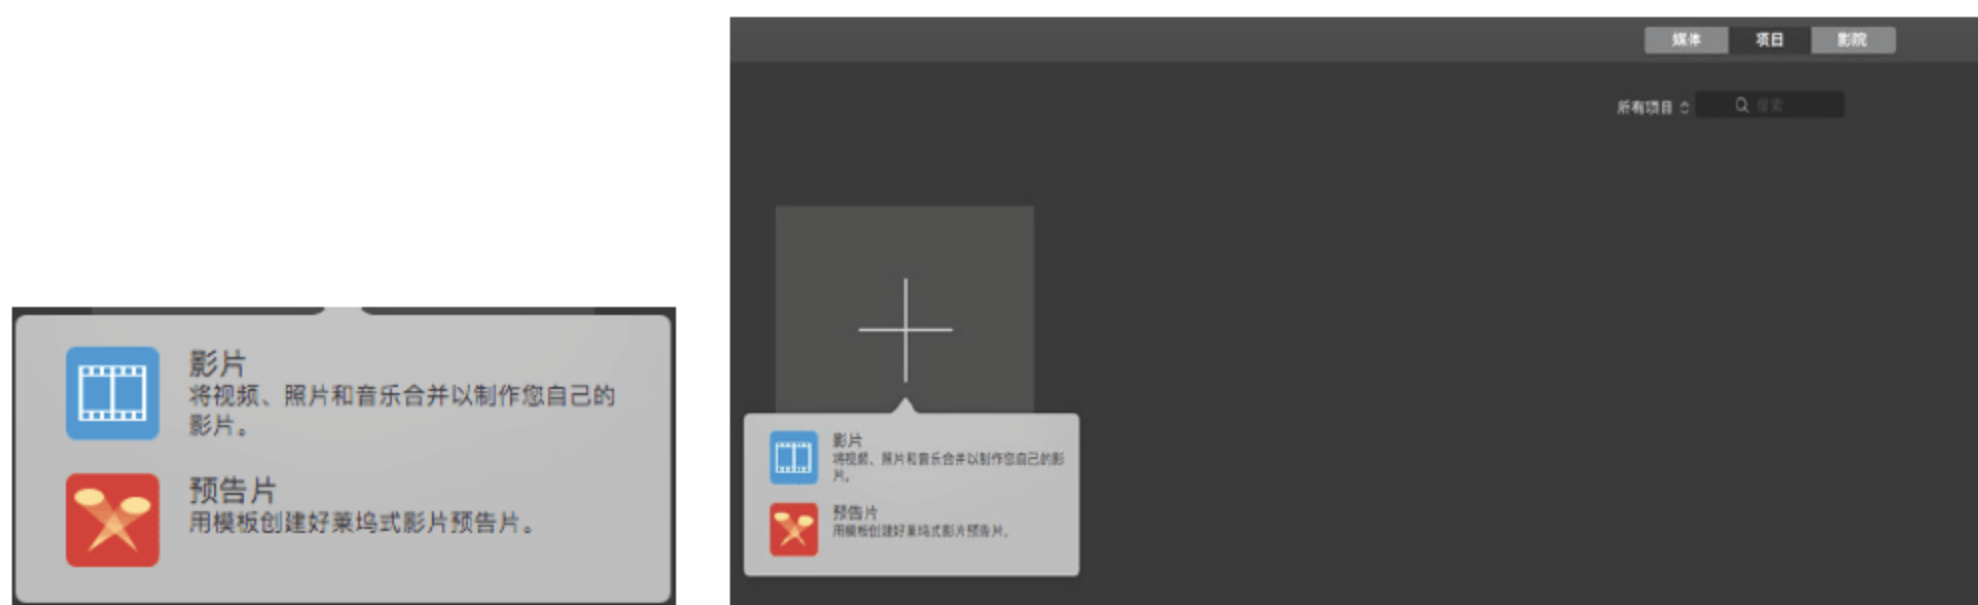 影片
将视频、照片和音乐合并以制作您自己的
影片。
预告片
用模板创建好莱坞式影片预告片。
媒体
项目
影院
所有项目
搜索
影片
将视频、照片和音乐合并以制作您自己的影
片。
预告片
用模板创建好莱坞式影片预告片。